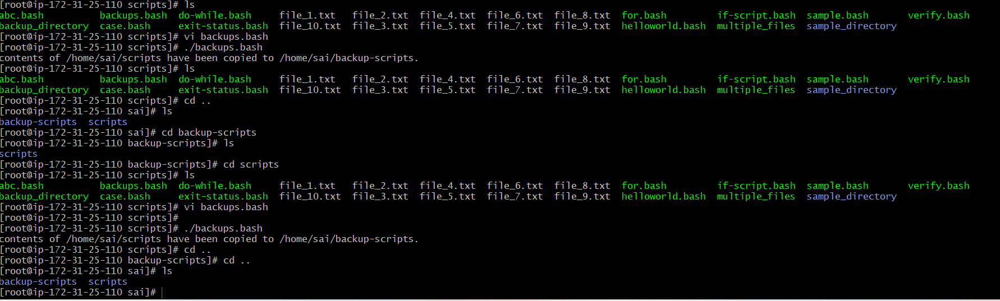 [root@ip-172-31-25-110 scripts]# ls
abc.bash backups.bash do-while.bash file_1.txt file_2.txt file_4.txt file_6.txt file_8.txt for.bash if-script.bash sample.bash verify.bash
backup_directory case.bash exit-status.bash file_10.txt file_3.txt file_5.txt file_7.txt file_9.txt helloworld.bash multiple_files sample_directory
[root@ip-172-31-25-110 scripts]# vi backups.bash
[root@ip-172-31-25-110 scripts]# ./backups.bash
contents of /home/sai/scripts have been copied to /home/sai/backup-scripts.
[root@ip-172-31-25-110 scripts]# ls
abc.bash backups.bash do-while.bash file_1.txt file_2.txt file_4.txt file_6.txt file_8.txt for.bash if-script.bash sample.bash verify.bash
backup_directory case.bash exit-status.bash file_10.txt file_3.txt file_5.txt file_7.txt file_9.txt helloworld.bash multiple_files sample_directory
[root@ip-172-31-25-110 scripts]# cd ..
[root@ip-172-31-25-110 sai]# ls
backup-scripts scripts
[root@ip-172-31-25-110 sai]# cd backup-scripts
[root@ip-172-31-25-110 backup-scripts]# ls
scripts
[root@ip-172-31-25-110 backup-scripts]# cd scripts
[root@ip-172-31-25-110 scripts]# ls
abc.bash backups.bash do-while.bash file_1.txt file_2.txt file_4.txt file_6.txt file_8.txt for.bash if-script.bash sample.bash verify.bash
backup_directory case.bash exit-status.bash file_10.txt file_3.txt file_5.txt file_7.txt file_9.txt helloworld.bash multiple_files sample_directory
[root@ip-172-31-25-110 scripts]# vi backups.bash
[root@ip-172-31-25-110 scripts]#
[root@ip-172-31-25-110 scripts]# ./backups.bash
contents of /home/sai/scripts have been copied to /home/sai/backup-scripts.
[root@ip-172-31-25-110 scripts]# cd ..
[root@ip-172-31-25-110 backup-scripts]# cd ..
[root@ip-172-31-25-110 sai]# ls
backup-scripts scripts
[root@ip-172-31-25-110 sai]#